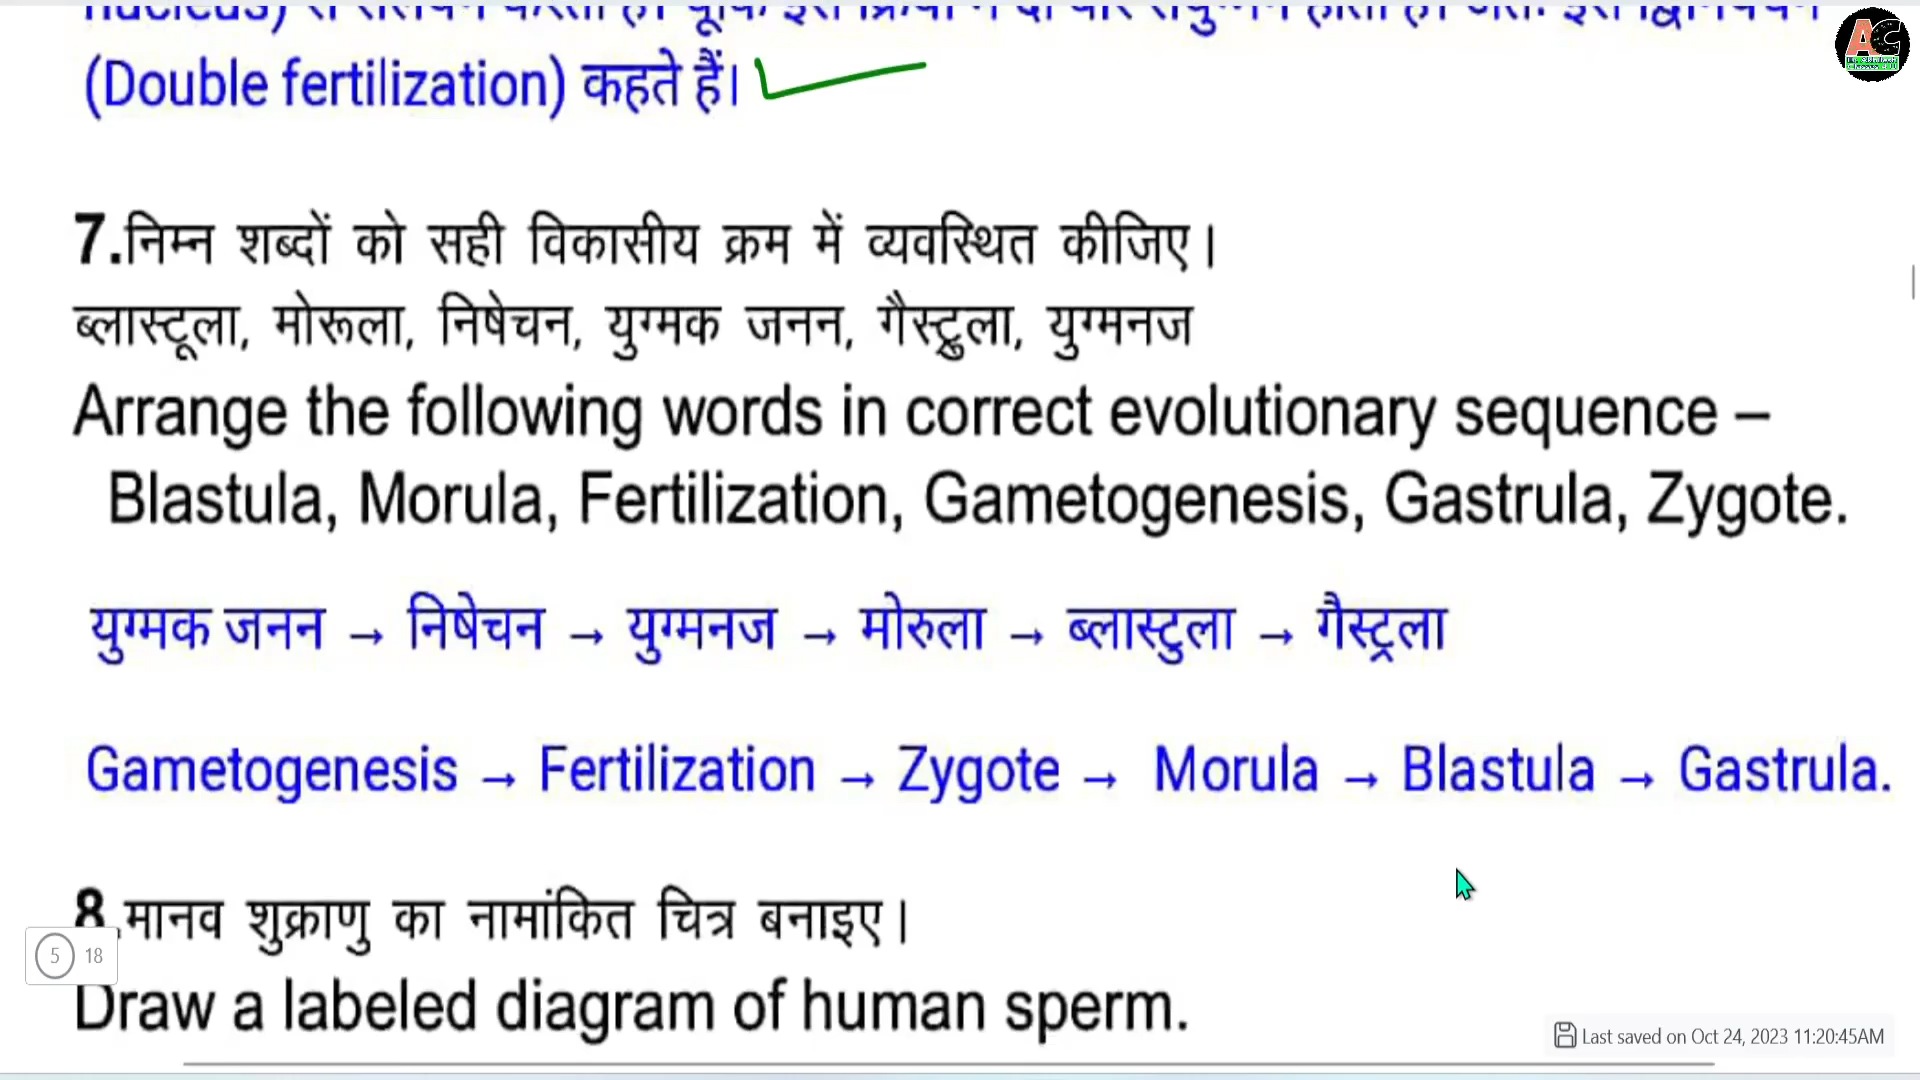 (Double fertilization) कहते हैं।
7.निम्न शब्दों को सही विकासीय क्रम में व्यवस्थित कीजिए।
ब्लास्टूला, मोरूला, निषेचन, युग्मक जनन, गैस्ट्रुला, युग्मनज
Arrange the following words in correct evolutionary sequence –
Blastula, Morula, Fertilization, Gametogenesis, Gastrula, Zygote.
युग्मक जनन → निषेचन → युग्मनज → मोरुला → ब्लास्टुला → गैस्ट्रला
Gametogenesis → Fertilization → Zygote → Morula → Blastula → Gastrula.
8.मानव शुक्राणु का नामांकित चित्र बनाइए।
5 18
Draw a labeled diagram of human sperm.
Last saved on Oct 24, 2023 11:20:45AM
AC